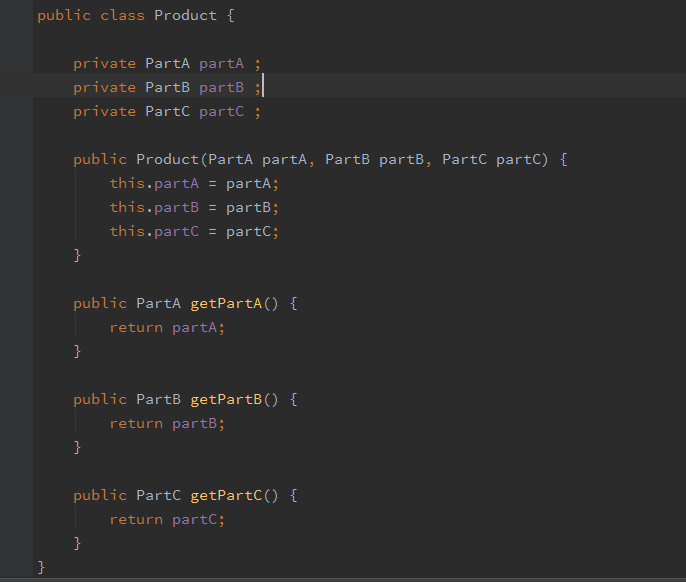 public class Product {
private PartA partA ;
private PartB partB ;
private PartC partC ;
public Product(PartA partA, PartB partB, PartC partC) {
this.partA = partA;
this.partB = partB;
this.partC = partC;
}
public PartA getPartA() {
return partA;
}
public PartB getPartB() {
return partB;
}
public PartC getPartC() {
return partC;
}
}